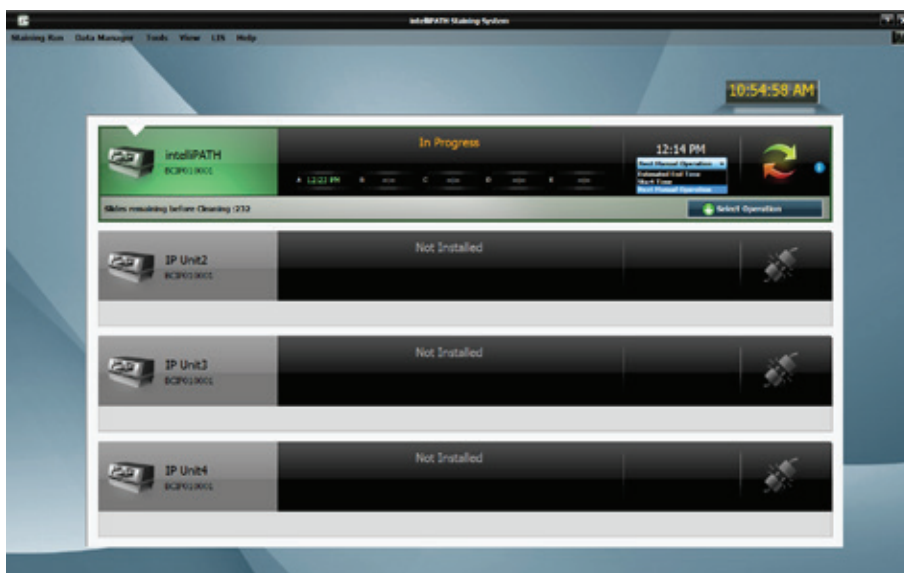 intelliPATH Staining System
Staining Run Data Manager Tools View LIS Help
10:54:58 AM
intelliPATH
In Progress
12:14 PM
Next Manual Operation
Estimated End Time
Start Time
Next Manual Operation
A 12:22 PM B --:-- C --:-- D --:-- E --:--
Slides remaining before Cleaning :232
Select Operation
IP Unit2
Not Installed
IP Unit3
Not Installed
IP Unit4
Not Installed